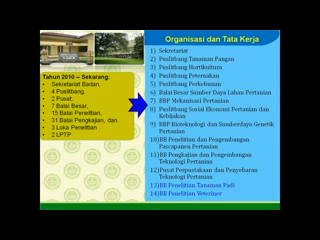 Organisasi dan Tata Kerja
Tahun 2010 – Sekarang:
• Sekretariat Badan,
• 4 Puslitbang,
• 2 Pusat,
• 7 Balai Besar,
• 15 Balai Penelitian,
• 31 Balai Pengkajian, dan
• 3 Loka Penelitian
• 2 LPTP
1) Sekretariat
2) Puslitbang Tanaman Pangan
3) Puslitbang Hortikultura
4) Puslitbang Peternakan
5) Puslitbang Perkebunan
6) Balai Besar Sumber Daya Lahan Pertanian
7) BBP Mekanisasi Pertanian
8) Puslitbang Sosial Ekonomi Pertanian dan
Kebijakan
9) BBP Bioteknologi dan Sumberdaya Genetik
Pertanian
10) BB Penelitian dan Pengembangan
Pascapanen Pertanian
11) BB Pengkajian dan Pengembangan
Teknologi Pertanian
12) Pusat Perpustakaan dan Penyebaran
Teknologi Pertanian
13) BB Penelitian Tanaman Padi
14) BB Penelitian Veteriner